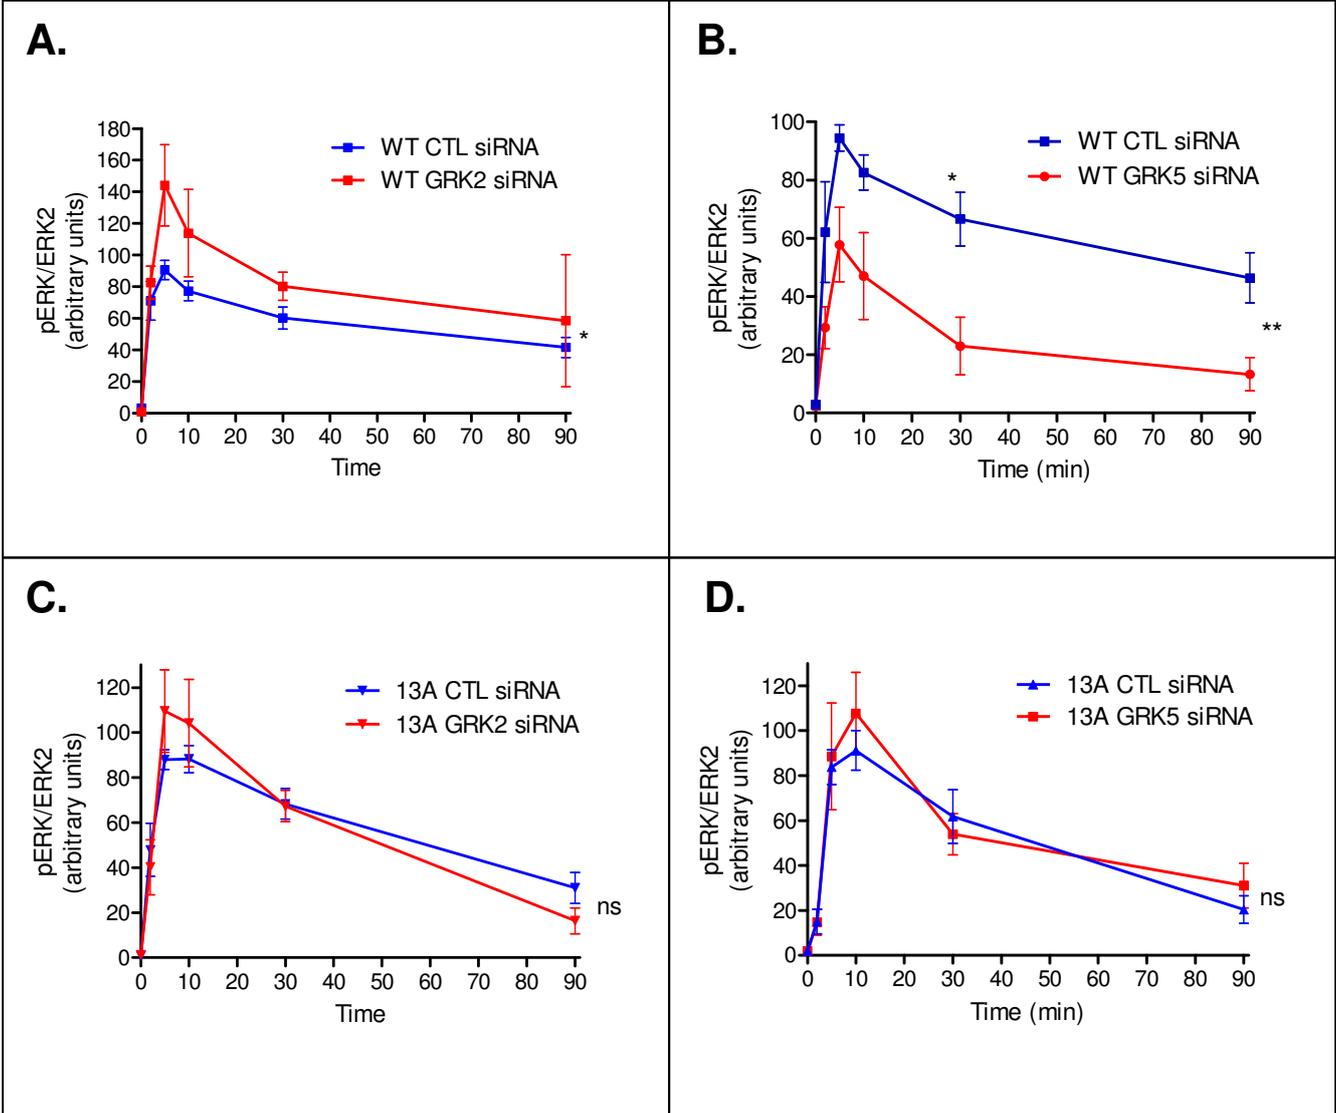 A.
180
160
140
120
100
80
60
40
20
0
pERK/ERK2
(arbitrary units)
WT CTL siRNA
WT GRK2 siRNA
*
0 10 20 30 40 50 60 70 80 90
Time
B.
100
80
60
40
20
0
pERK/ERK2
(arbitrary units)
WT CTL siRNA
WT GRK5 siRNA
*
**
0 10 20 30 40 50 60 70 80 90
Time (min)
C.
120
100
80
60
40
20
0
pERK/ERK2
(arbitrary units)
13A CTL siRNA
13A GRK2 siRNA
ns
0 10 20 30 40 50 60 70 80 90
Time
D.
120
100
80
60
40
20
0
pERK/ERK2
(arbitrary units)
13A CTL siRNA
13A GRK5 siRNA
ns
0 10 20 30 40 50 60 70 80 90
Time (min)